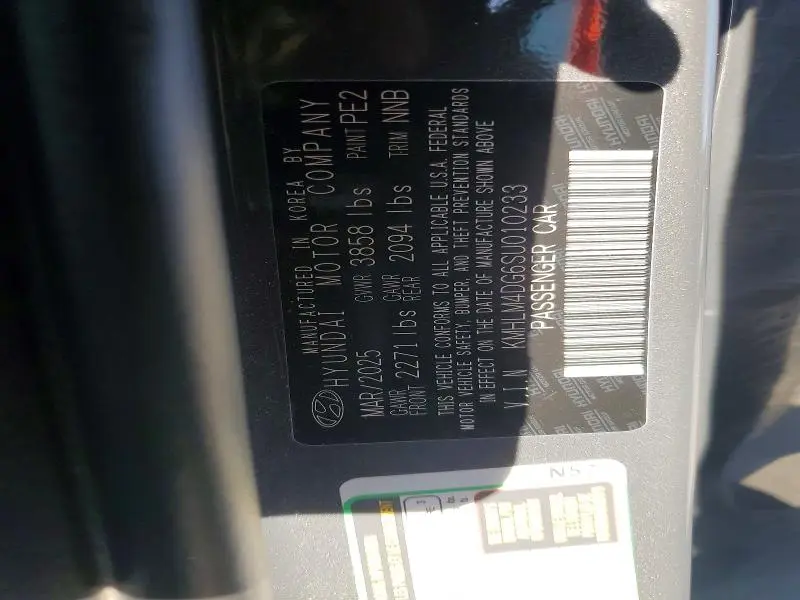 MANUFACTURED IN KOREA BY
HYUNDAI MOTOR COMPANY
MAR/2025 GVWR 3858 lbs PAINT PE2
GAWR FRONT 2271 lbs GAWR REAR 2094 lbs TRIM NNB
THIS VEHICLE CONFORMS TO ALL APPLICABLE U.S.A. FEDERAL
MOTOR VEHICLE SAFETY, BUMPER, AND THEFT PREVENTION STANDARDS
IN EFFECT ON THE DATE OF MANUFACTURE SHOWN ABOVE
V.I.N KMHLN4DG6SU010233
PASSENGER CAR
HYUNDAI